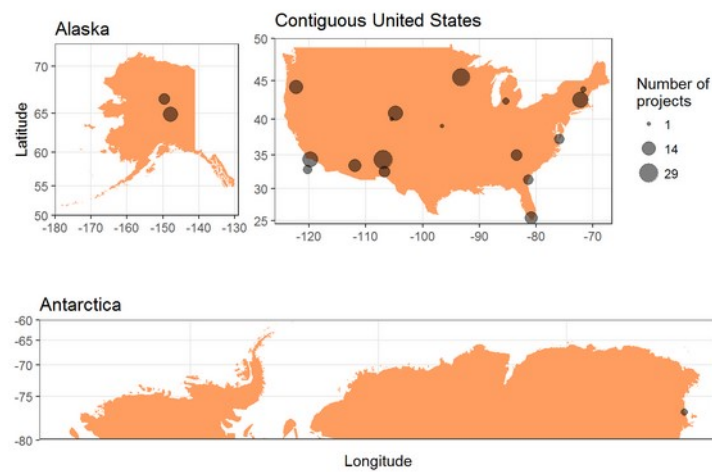 Alaska
Contiguous United States
Latitude
70
65
60
55
50
-180 -170 -160 -150 -140 -130
50
45
40
35
30
25
-120 -110 -100 -90 -80 -70
Number of
projects
1
14
29
Antarctica
-60
-65
-70
-75
-80
Longitude